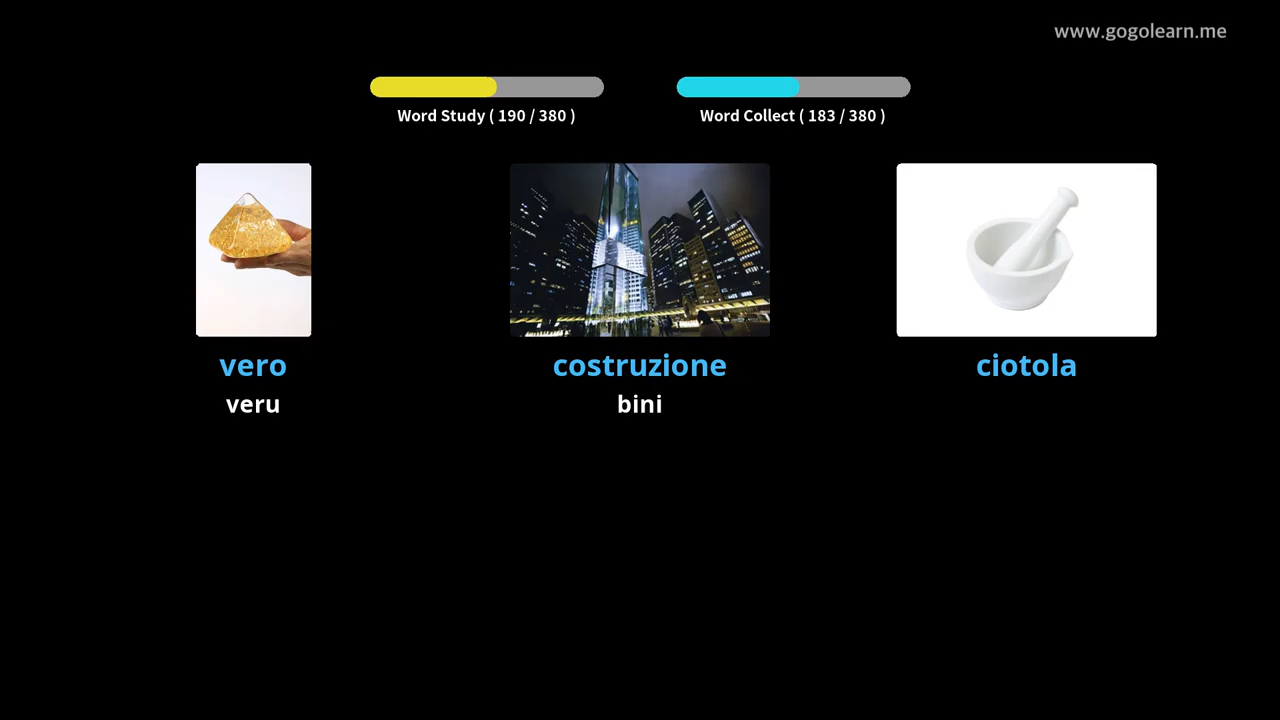 www.gogolearn.me
Word Study ( 190 / 380 )
Word Collect ( 183 / 380 )
vero
costruzione
ciotola
veru
bini